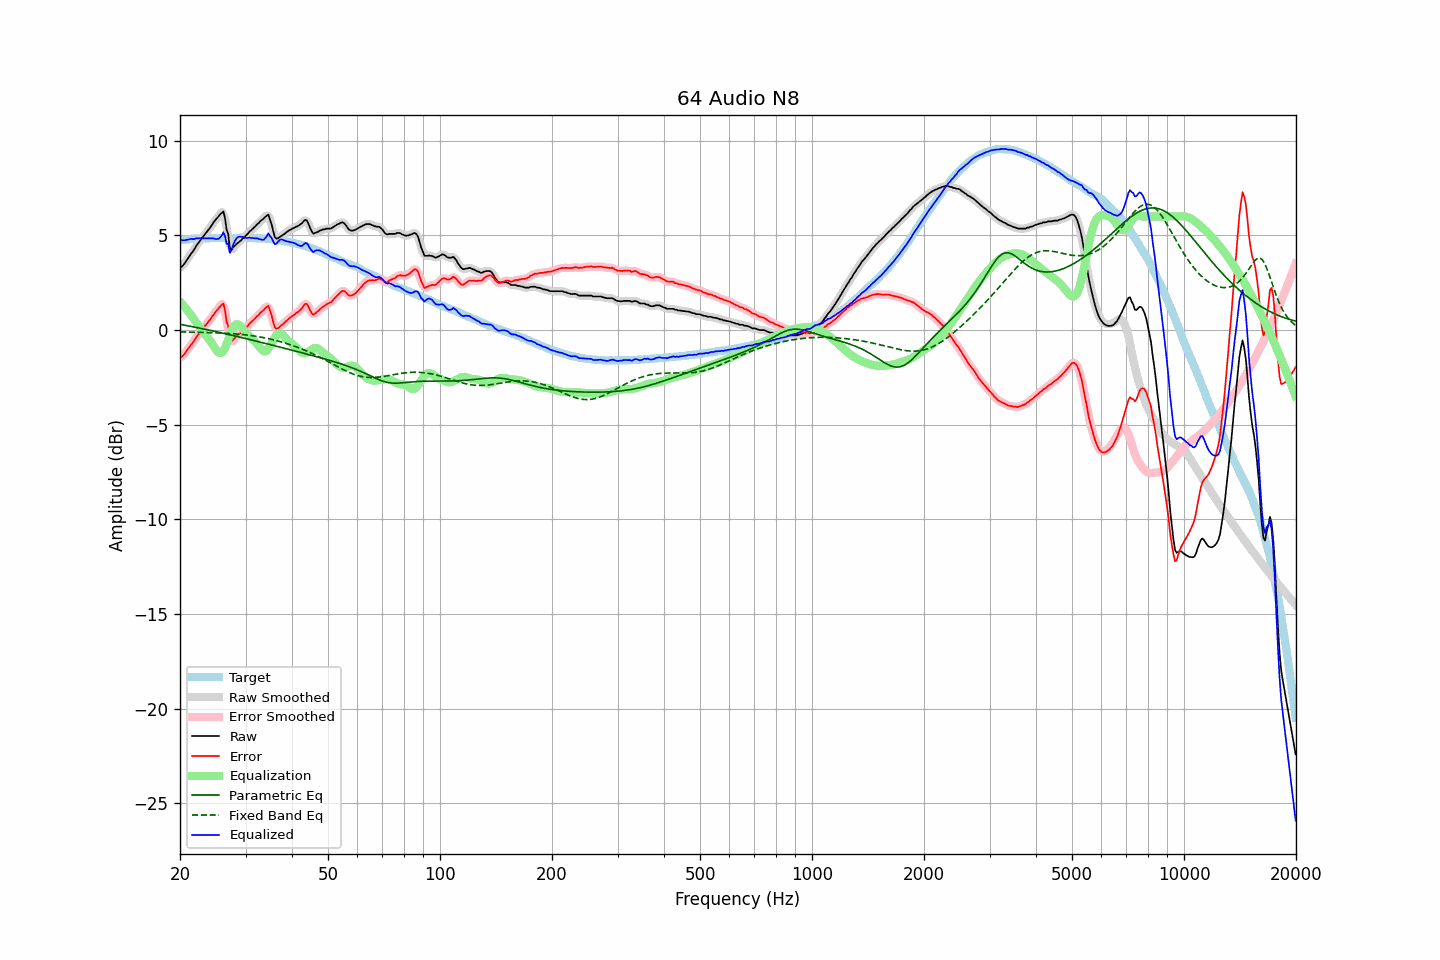 64 Audio N8
Amplitude (dBr)
10
5
0
−5
−10
−15
−20
−25
Target
Raw Smoothed
Error Smoothed
Raw
Error
Equalization
Parametric Eq
Fixed Band Eq
Equalized
20 50 100 200 500 1000 2000 5000 10000 20000
Frequency (Hz)